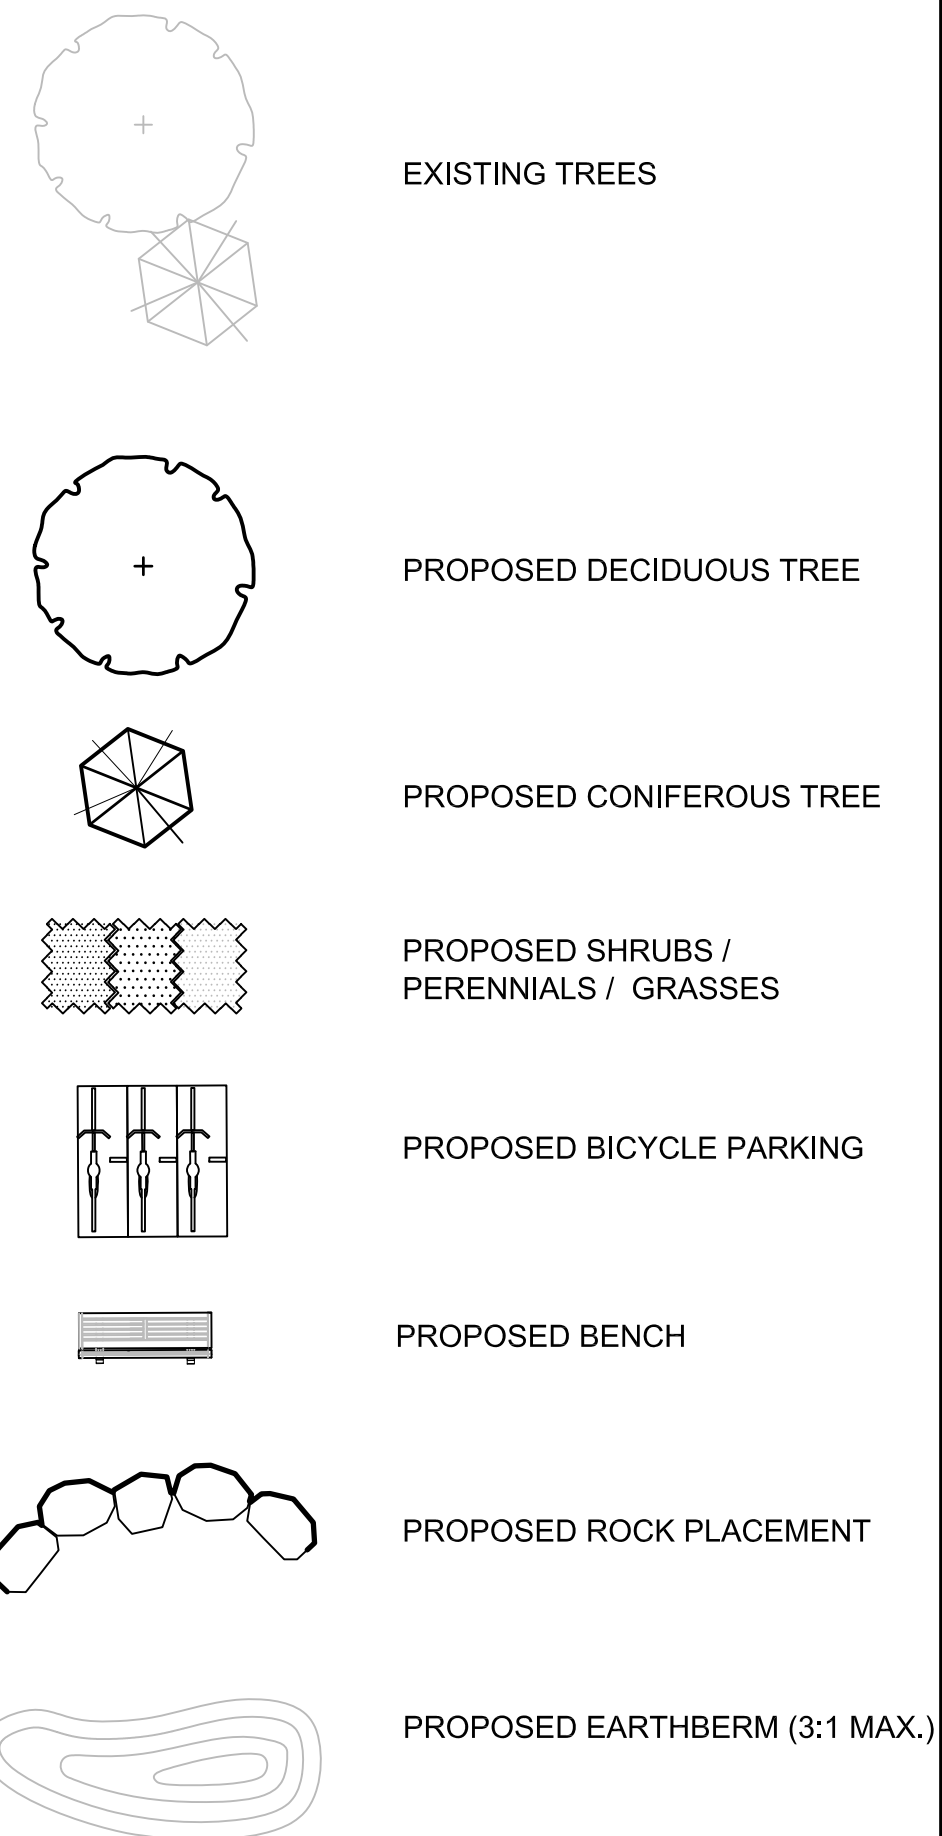 EXISTING TREES
PROPOSED DECIDUOUS TREE
PROPOSED CONIFEROUS TREE
PROPOSED SHRUBS /
PERENNIALS / GRASSES
PROPOSED BICYCLE PARKING
PROPOSED BENCH
PROPOSED ROCK PLACEMENT
PROPOSED EARTHBERM (3:1 MAX.)